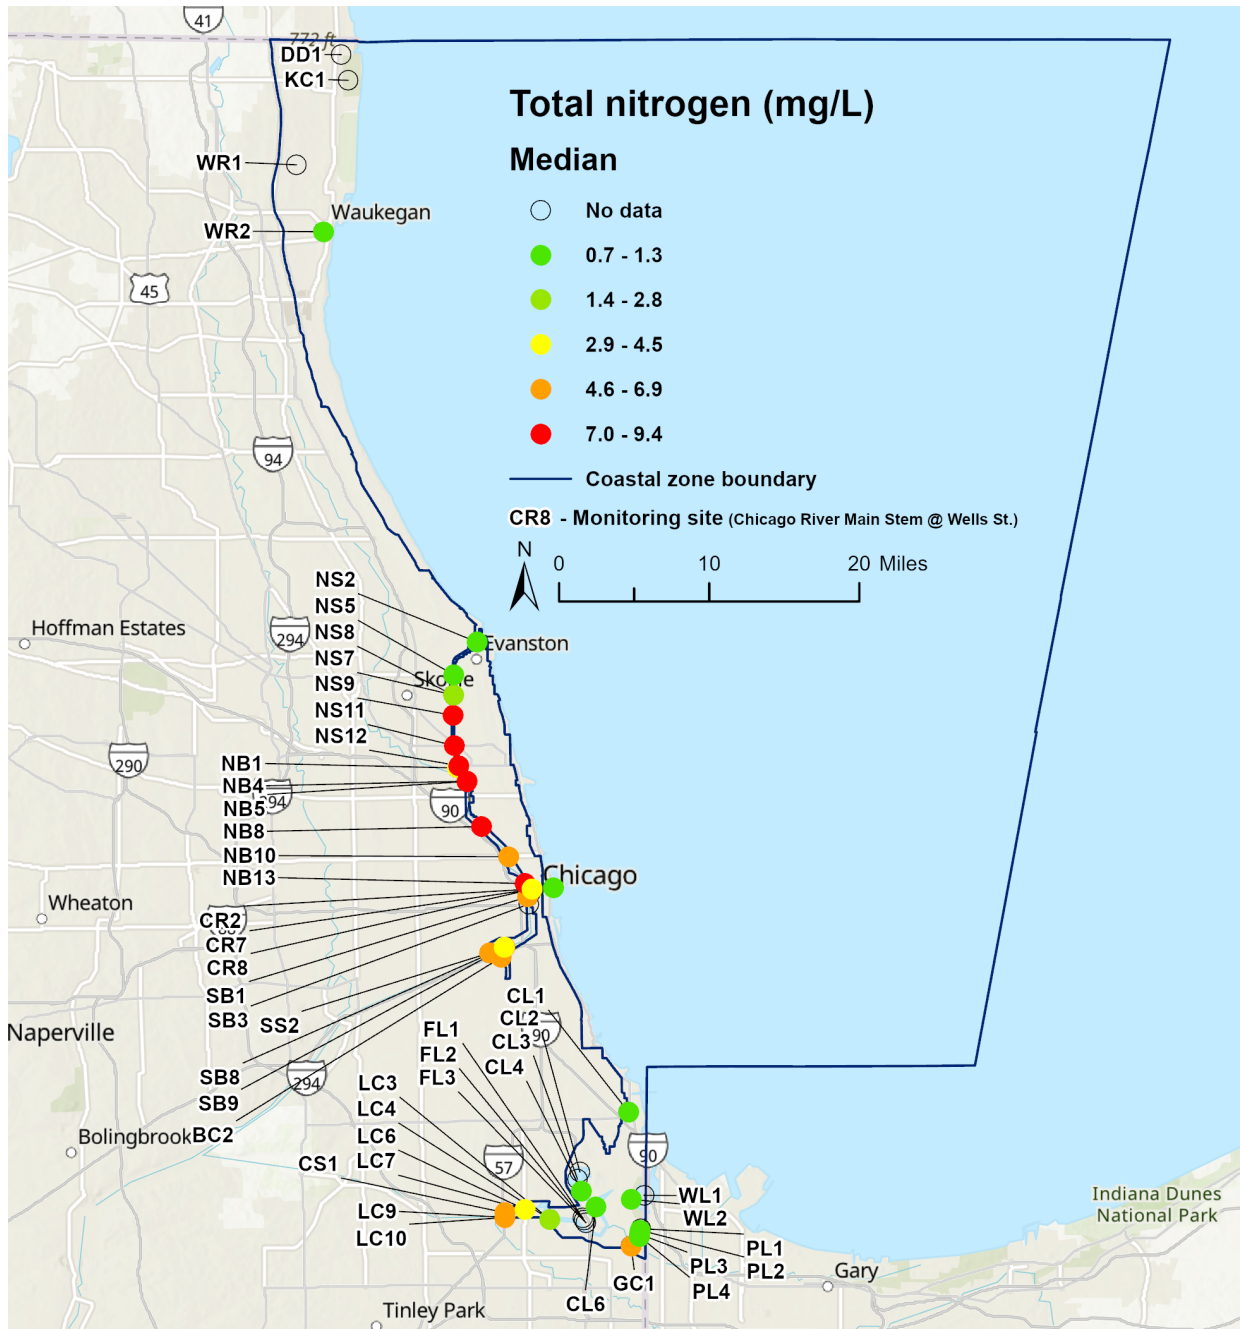 41
772 ft
DD1
KC1
Total nitrogen (mg/L)
Median
WR1
No data
Waukegan
WR2
0.7 - 1.3
45
1.4 - 2.8
2.9 - 4.5
4.6 - 6.9
7.0 - 9.4
94
Coastal zone boundary
CR8 - Monitoring site (Chicago River Main Stem @ Wells St.)
N
0 10 20 Miles
NS2
NS5
Hoffman Estates
294
NS8
Evanston
NS7
NS9
NS11
NS12
290
NB1
NB4
294
NB5
90
NB8
NB10
NB13
Chicago
Wheaton
CR2
CR7
CR8
SB1
SB3
SS2
CL1
CL2
90
CL3
CL4
FL1
FL2
FL3
Naperville
SB8
294
SB9
BC2
LC3
LC4
LC6
LC7
Bolingbrook
57
90
CS1
LC9
LC10
WL1
WL2
Indiana Dunes
National Park
PL1
PL2
PL3
PL4
GC1
Gary
CL6
Tinley Park